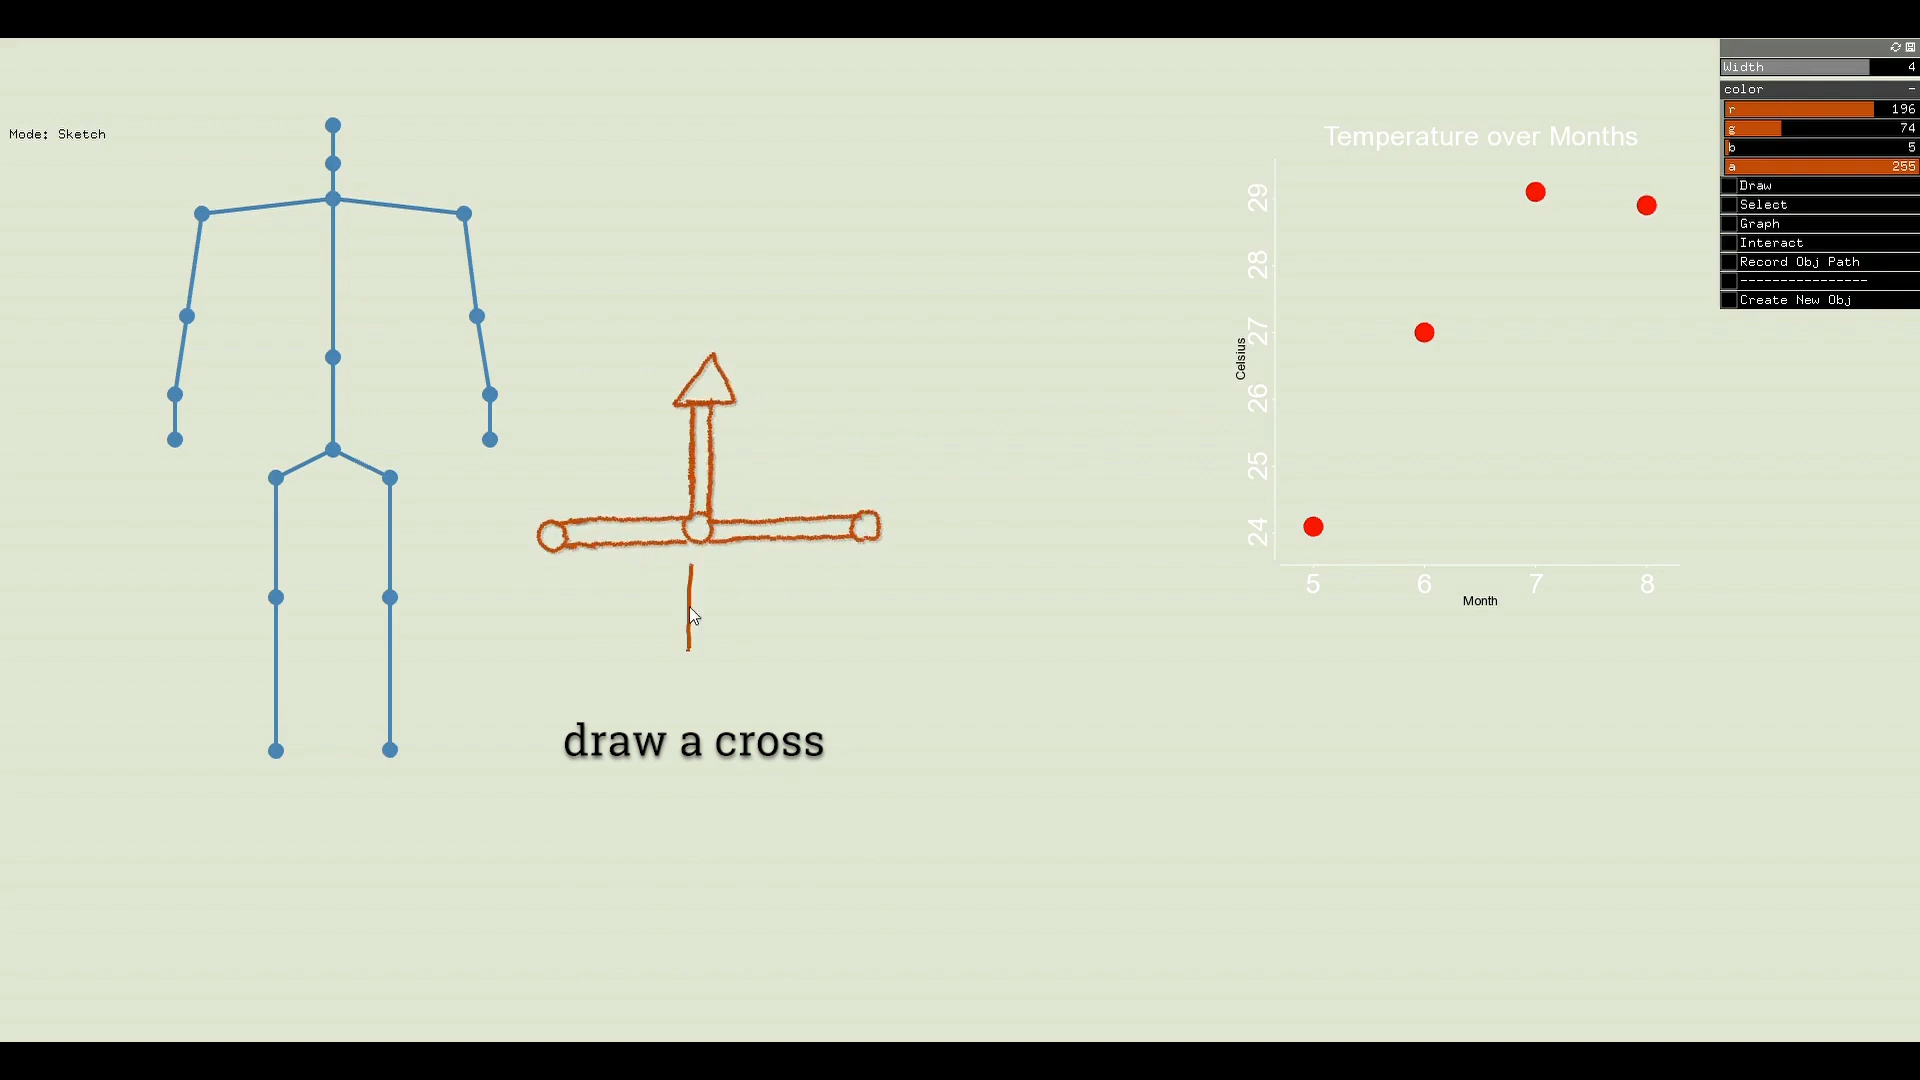 Mode: Sketch
draw a cross
Temperature over Months
29
28
27
26
25
24
Celsius
5 6 7 8
Month
Width 4
color -
r 196
g 74
b 5
a 255
Draw
Select
Graph
Interact
Record Obj Path
----------------
Create New Obj